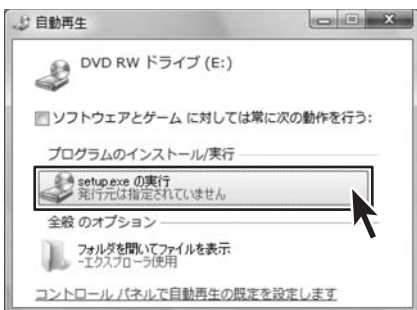 自動再生
DVD RW ドライブ (E:)
ソフトウェアとゲーム に対しては常に次の動作を行う:
プログラムのインストール/実行
setup.exe の実行
発行元は指定されていません
全般 のオプション
フォルダを開いてファイルを表示
-エクスプローラ使用
コントロール パネルで自動再生の既定を設定します